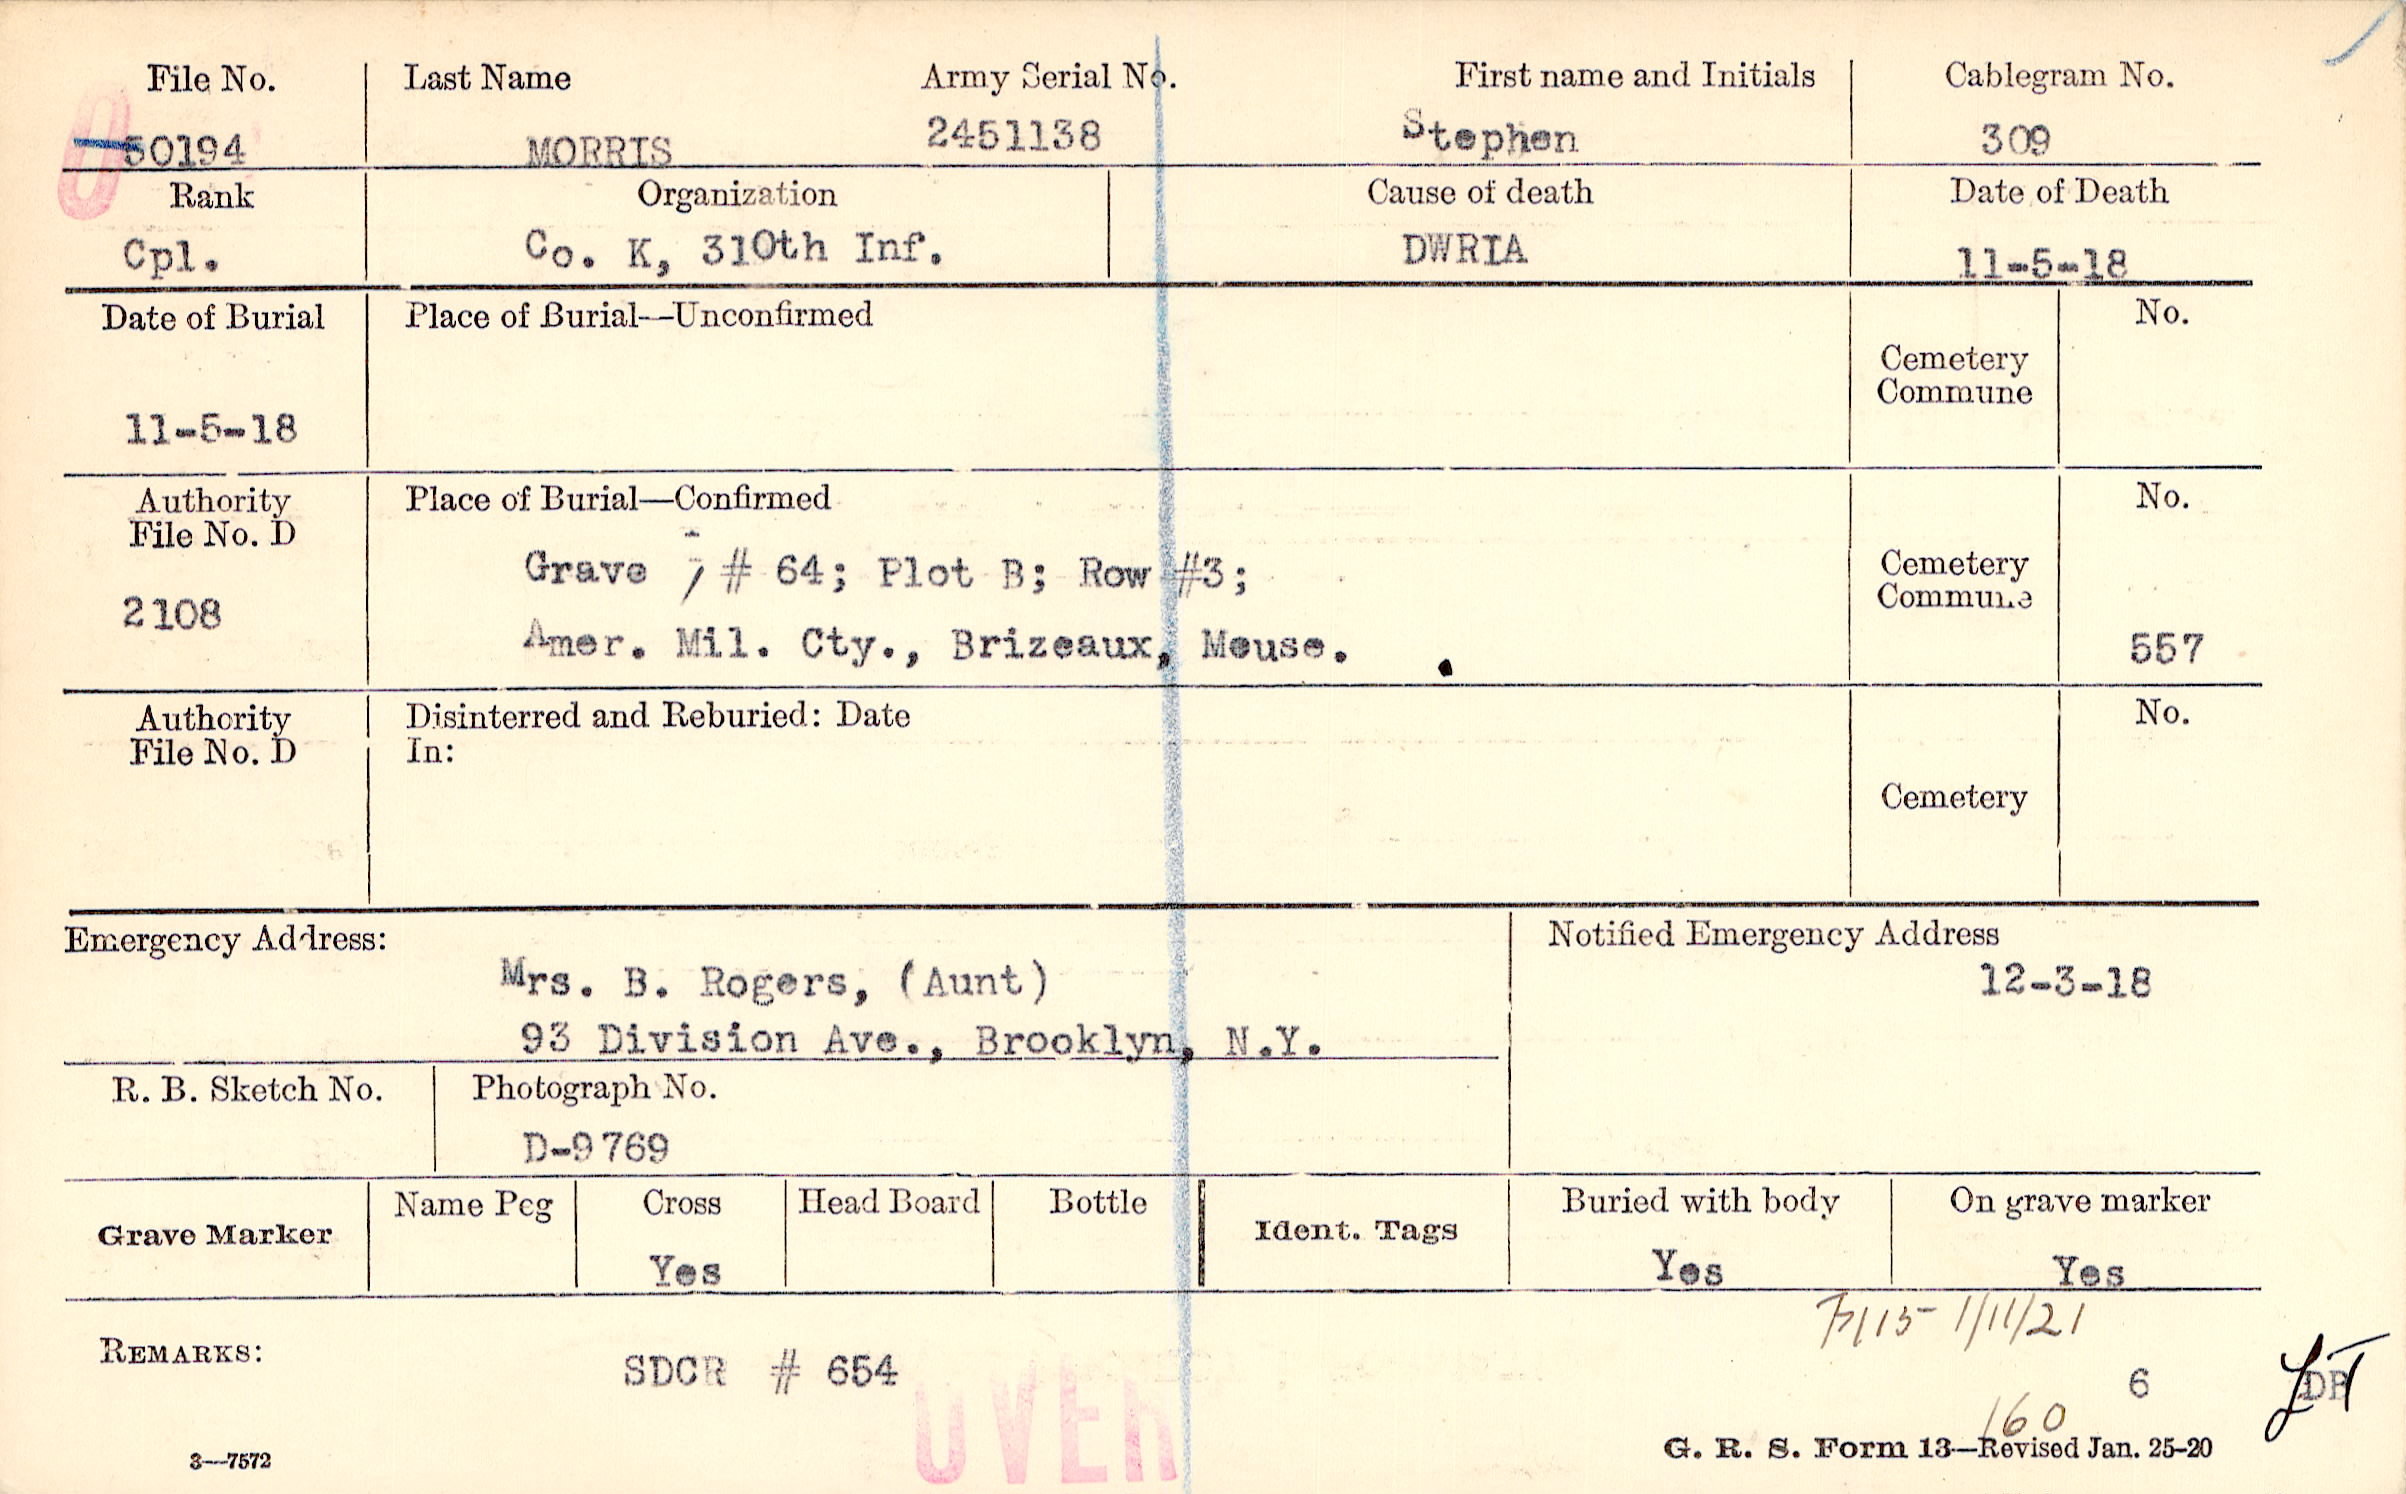 File No. Last Name Army Serial No. First name and Initials Cablegram No.
50194 MORRIS 2451138 Stephen 309
Rank Organization Cause of death Date of Death
Cpl. Co. K, 310th Inf. DWRIA 11-5-18
Date of Burial Place of Burial—Unconfirmed No.
Cemetery
Commune
11-5-18
Authority Place of Burial—Confirmed No.
File No. D
Grave # 64; Plot B; Row #3; Cemetery
2108 Commune
Amer. Mil. Cty., Brizeaux, Meuse. 557
Authority Disinterred and Reburied: Date No.
File No. D In:
Cemetery
Emergency Address: Notified Emergency Address
Mrs. B. Rogers, (Aunt) 12-3-18
93 Division Ave., Brooklyn, N.Y.
R. B. Sketch No. Photograph No.
D-9769
Grave Marker Name Peg Cross Head Board Bottle Ident. Tags Buried with body On grave marker
Yes Yes Yes
1/11/21
REMARKS: SDCR # 654
6
OVER
160
3—7572 G. R. S. Form 13—Revised Jan. 25-20